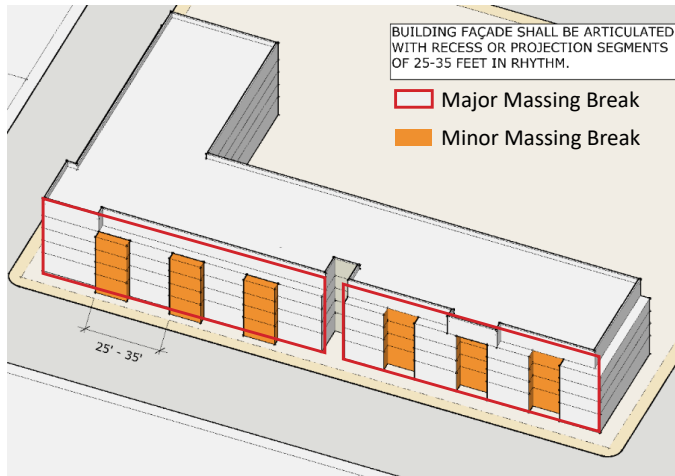 BUILDING FAÇADE SHALL BE ARTICULATED
WITH RECESS OR PROJECTION SEGMENTS
OF 25-35 FEET IN RHYTHM.
Major Massing Break
Minor Massing Break
25' - 35'